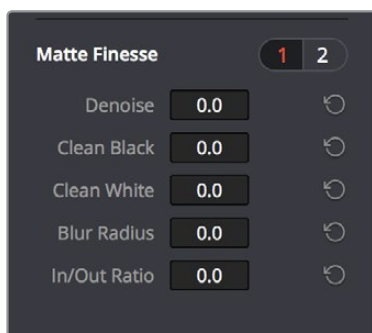 Matte Finesse 1 2
Denoise 0.0
Clean Black 0.0
Clean White 0.0
Blur Radius 0.0
In/Out Ratio 0.0